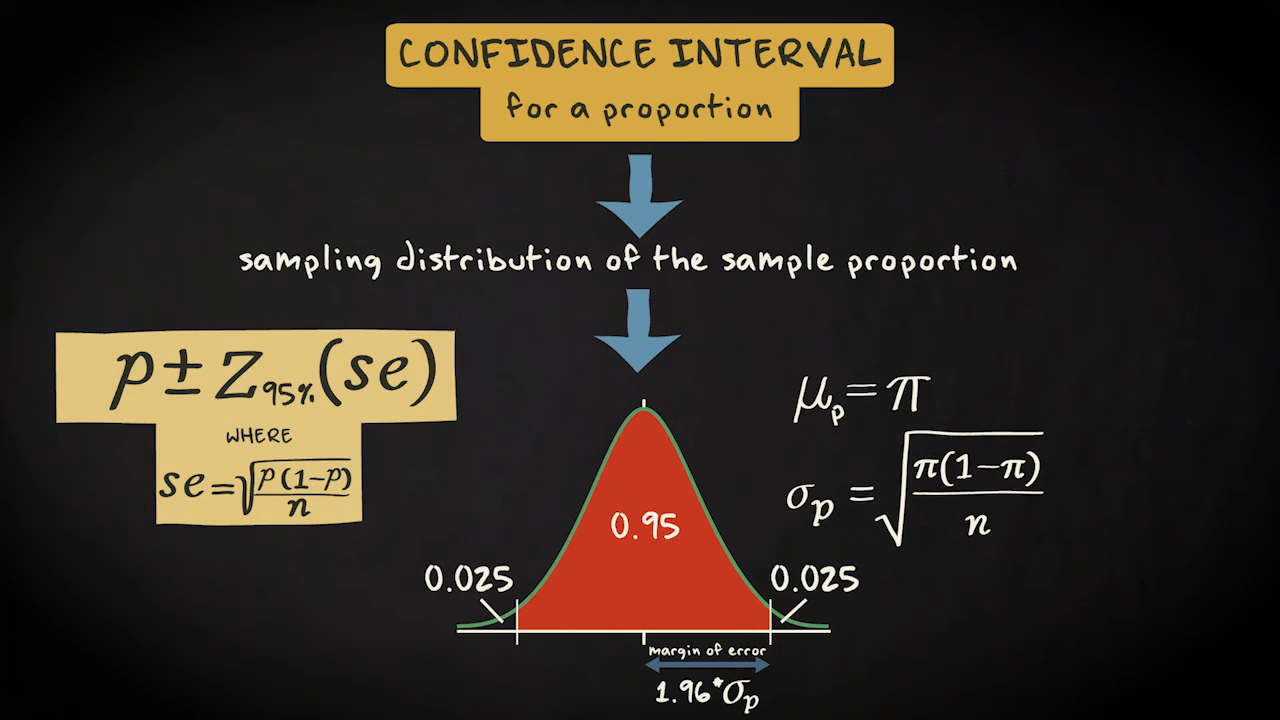 CONFIDENCE INTERVAL
for a proportion
sampling distribution of the sample proportion
p ± Z95% (se)
WHERE
se = √(p(1-p)/n)
μp = π
σp = √(π(1-π)/n)
0.95
0.025
0.025
margin of error
1.96*σp